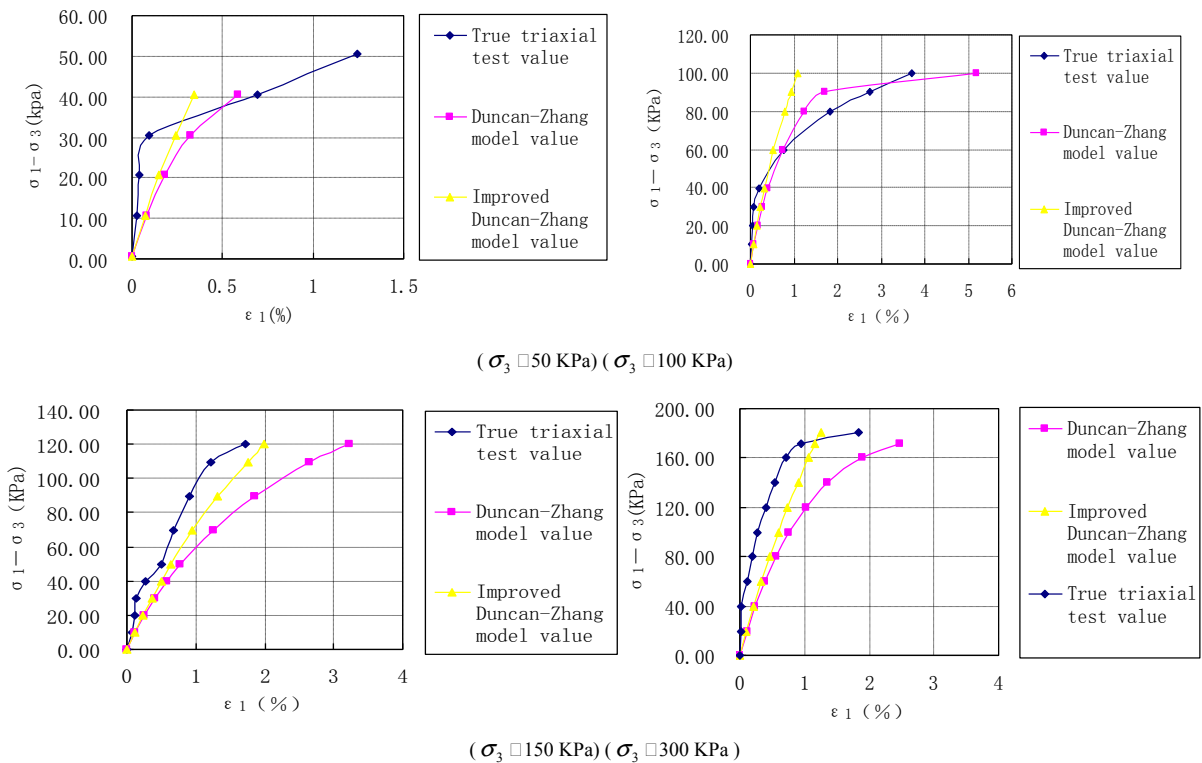 60.00
50.00
40.00
30.00
20.00
10.00
0.00
σ1-σ3(kpa)
0
0.5
1
1.5
ε1(%)
True triaxial
test value
Duncan-Zhang
model value
Improved
Duncan-Zhang
model value
120.00
100.00
80.00
60.00
40.00
20.00
0.00
σ1—σ3 (KPa)
0 1 2 3 4 5 6
ε1 (%)
True triaxial
test value
Duncan-Zhang
model value
Improved
Duncan-Zhang
model value
( σ3 □50 KPa) ( σ3 □100 KPa)
140.00
120.00
100.00
80.00
60.00
40.00
20.00
0.00
σ1—σ3 (KPa)
0 1 2 3 4
ε1 (%)
True triaxial
test value
Duncan-Zhang
model value
Improved
Duncan-Zhang
model value
200.00
160.00
120.00
80.00
40.00
0.00
σ1—σ3(KPa)
0 1 2 3 4
ε1 (%)
Duncan-Zhang
model value
Improved
Duncan-Zhang
model value
True triaxial
test value
( σ3 □150 KPa) ( σ3 □300 KPa )